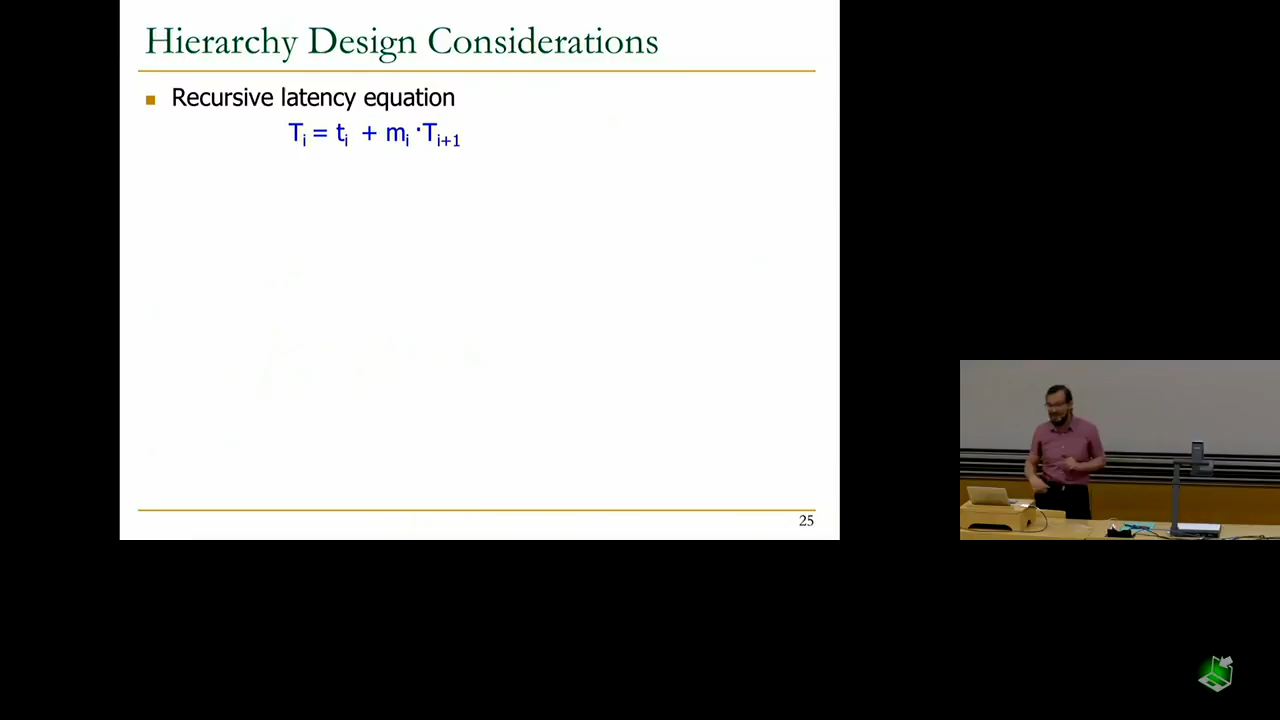 Hierarchy Design Considerations
Recursive latency equation
Tᵢ = tᵢ + mᵢ ·Tᵢ₊₁
25